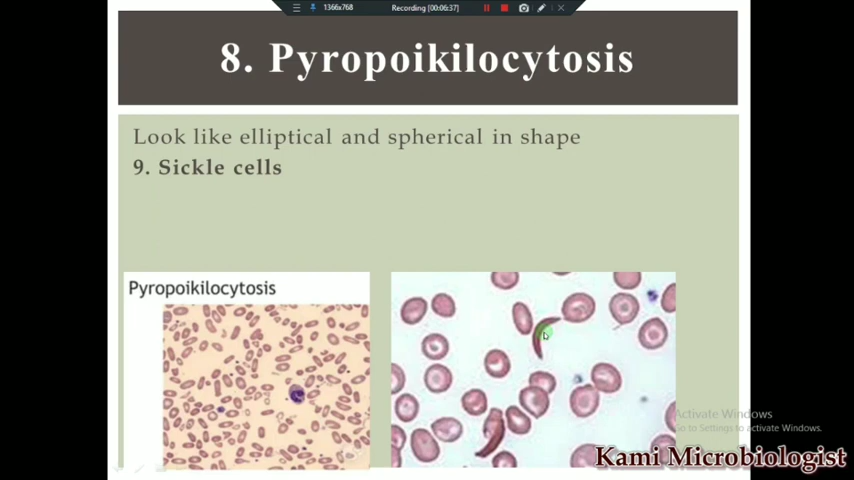 1366x768
Recording [00:06:37]
8. Pyropoikilocytosis
Look like elliptical and spherical in shape
9. Sickle cells
Pyropoikilocytosis
Activate Windows
Go to Settings to activate Windows.
Kami Microbiologist